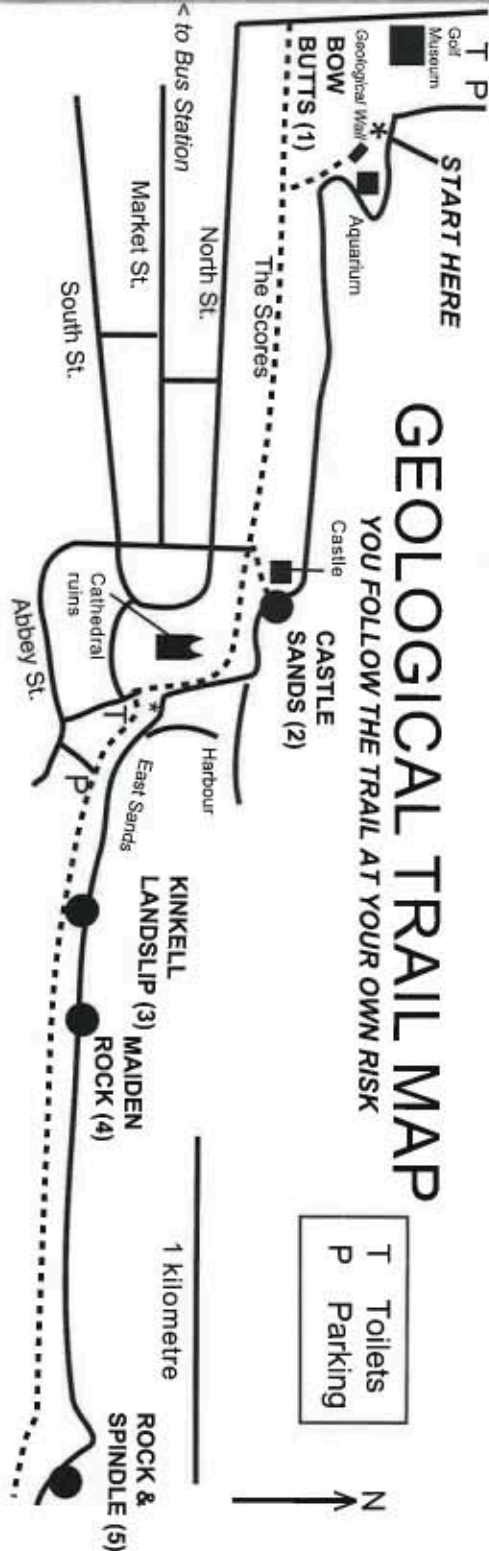 GEOLOGICAL TRAIL MAP
YOU FOLLOW THE TRAIL AT YOUR OWN RISK
T P
Golf
Museum
START HERE
*
Geological Wall
BOW
BUTTS (1)
Aquarium
< to Bus Station
North St.
The Scores
Market St.
South St.
Castle
CASTLE
SANDS (2)
Cathedral
ruins
Abbey St.
T
*
P
Harbour
East Sands
KINKELL
LANDSLIP (3)
MAIDEN
ROCK (4)
1 kilometre
ROCK &
SPINDLE (5)
T Toilets
P Parking
N